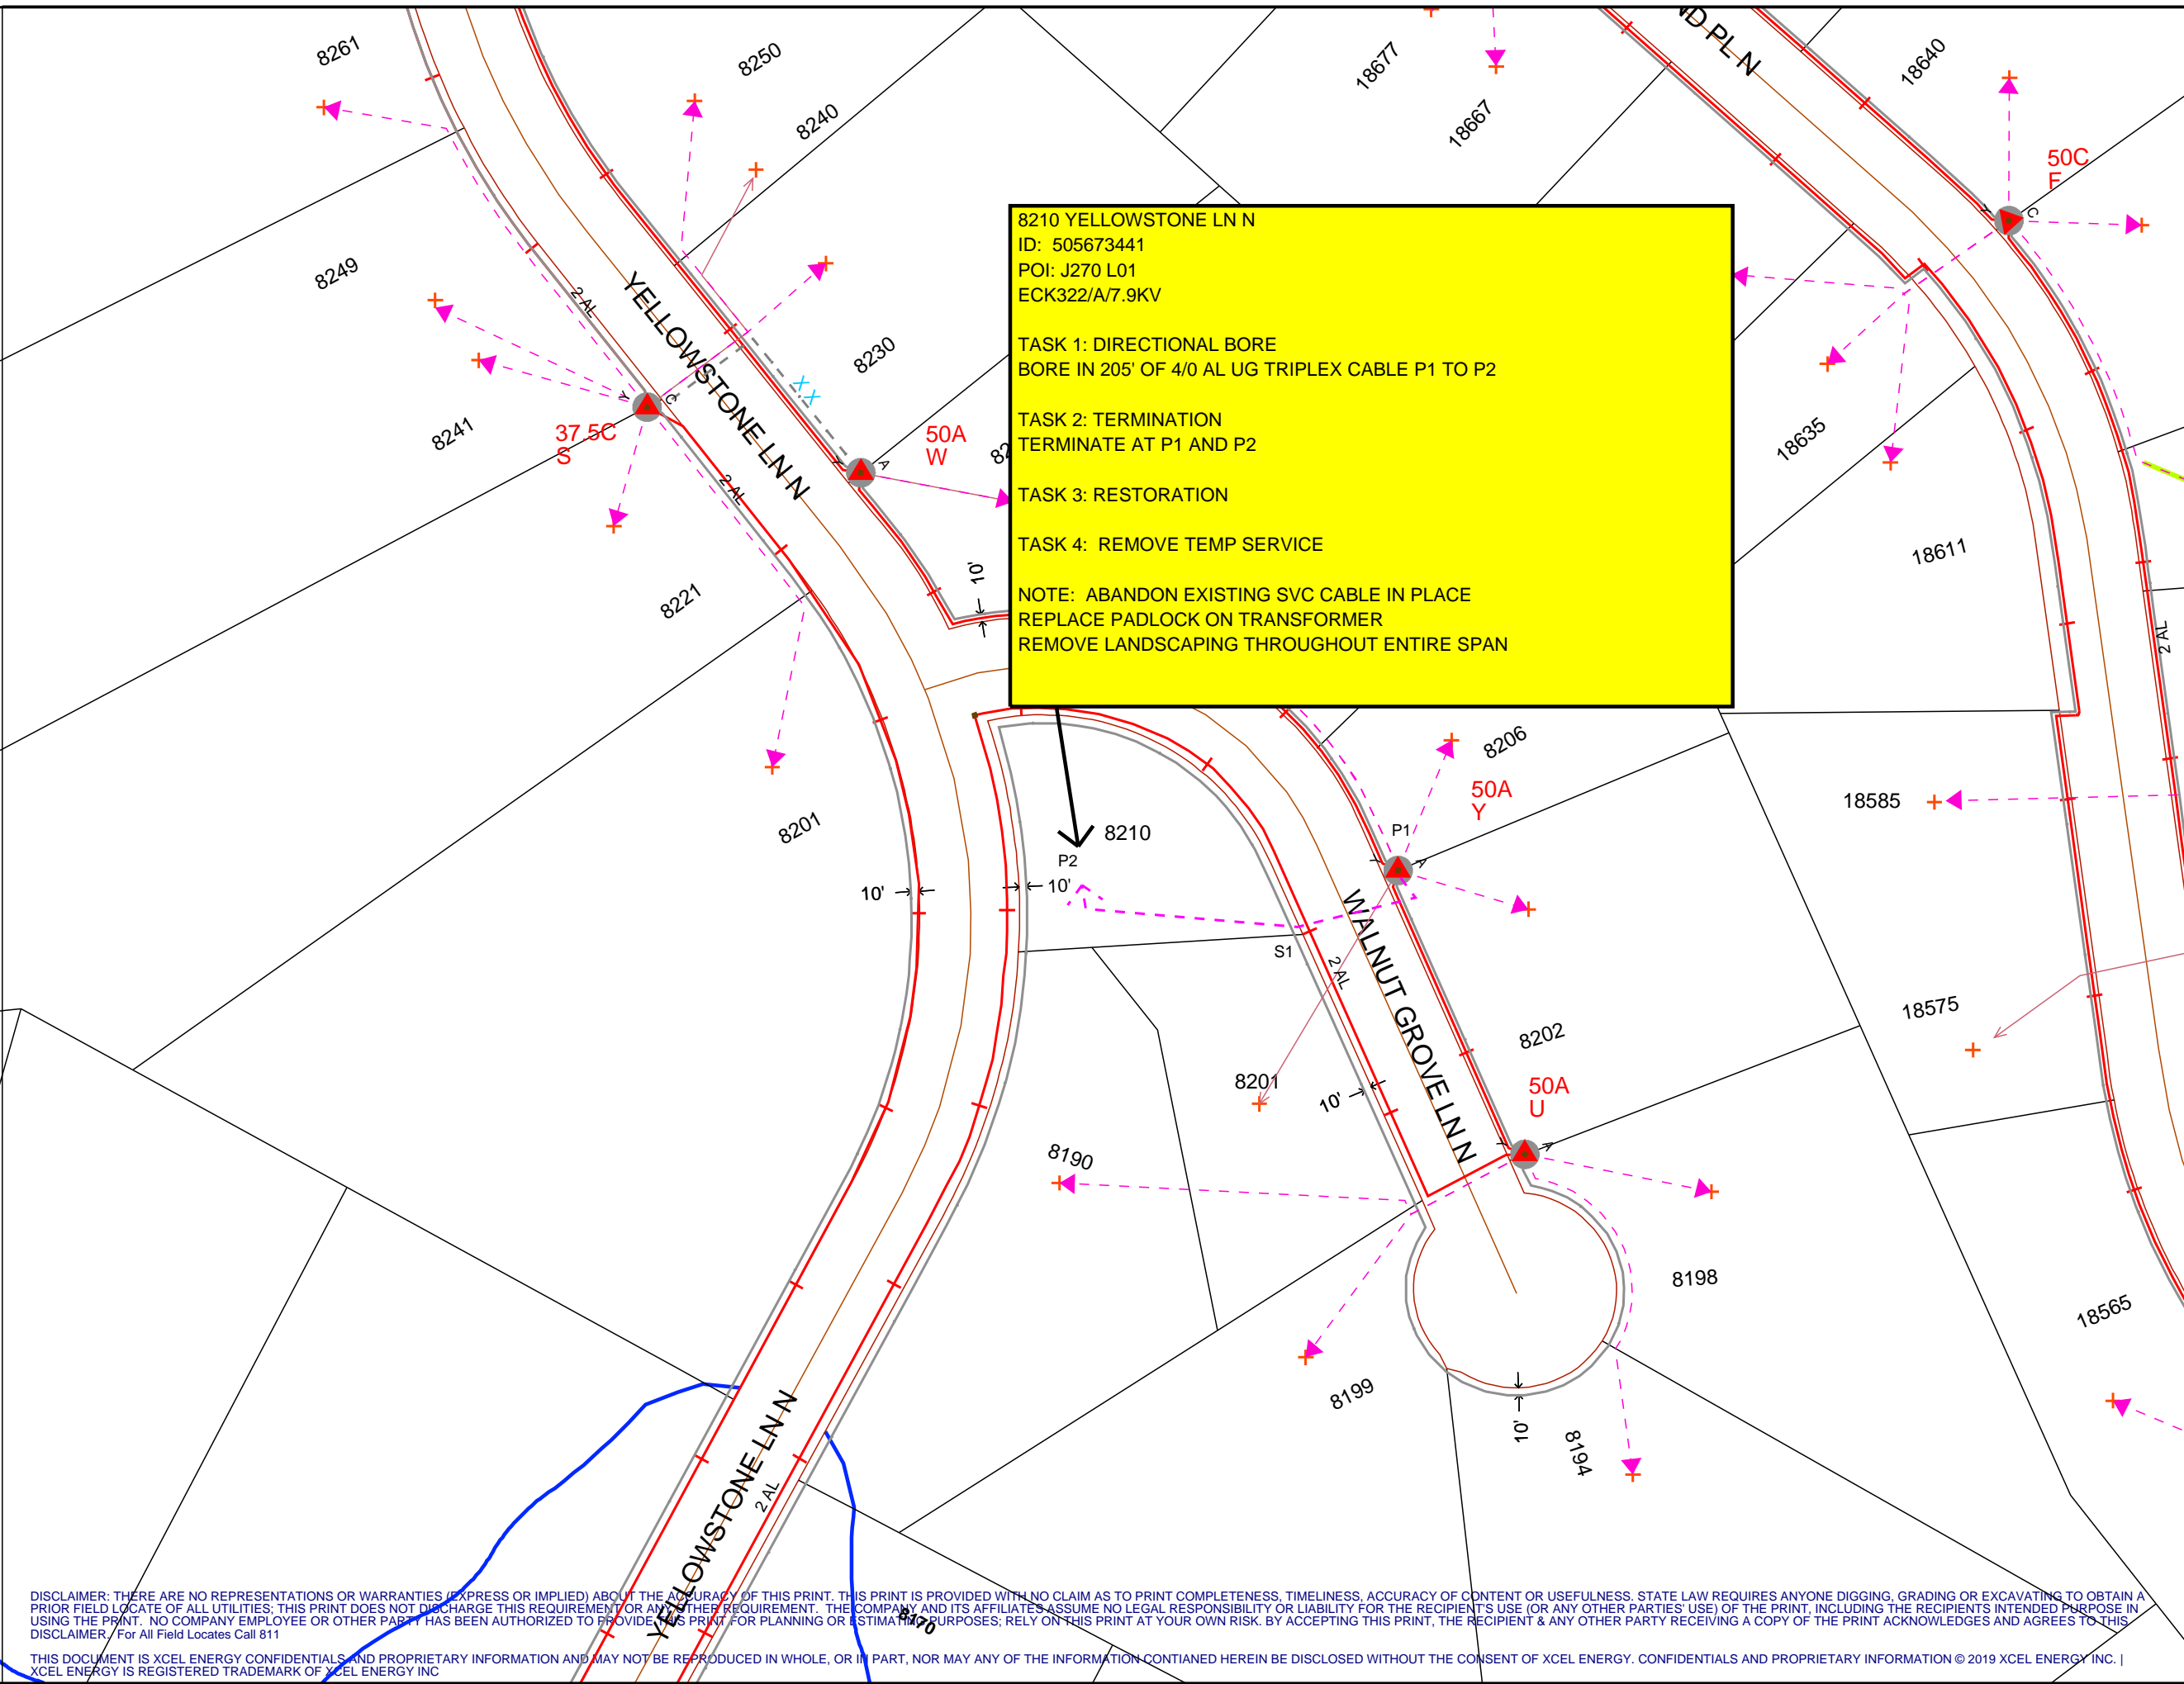 8261
8250
8240
18677
18667
ND PL N
18640
50C
F
C
8249
2 AL
YELLOWSTONE LN N
8230
X X
8241
37.5C
S
Y
C
50A
W
Y
A
2 AL
8221
10'
8210 YELLOWSTONE LN N
ID: 505673441
POI: J270 L01
ECK322/A/7.9KV
TASK 1: DIRECTIONAL BORE
BORE IN 205' OF 4/0 AL UG TRIPLEX CABLE P1 TO P2
TASK 2: TERMINATION
TERMINATE AT P1 AND P2
TASK 3: RESTORATION
TASK 4: REMOVE TEMP SERVICE
NOTE: ABANDON EXISTING SVC CABLE IN PLACE
REPLACE PADLOCK ON TRANSFORMER
REMOVE LANDSCAPING THROUGHOUT ENTIRE SPAN
18635
18611
2 AL
8206
50A
Y
18585
8201
8210
P1
Y
A
P2
10'
10'
S1
2 AL
WALNUT GROVE LN N
18575
8202
8201
10'
50A
U
Y
A
8190
8198
18565
8199
10'
8194
YELLOWSTONE LN N
2 AL
8170
DISCLAIMER: THERE ARE NO REPRESENTATIONS OR WARRANTIES (EXPRESS OR IMPLIED) ABOUT THE ACCURACY OF THIS PRINT. THIS PRINT IS PROVIDED WITH NO CLAIM AS TO PRINT COMPLETENESS, TIMELINESS, ACCURACY OF CONTENT OR USEFULNESS. STATE LAW REQUIRES ANYONE DIGGING, GRADING OR EXCAVATING TO OBTAIN A
PRIOR FIELD LOCATE OF ALL UTILITIES; THIS PRINT DOES NOT DISCHARGE THIS REQUIREMENT OR ANY OTHER REQUIREMENT. THE COMPANY AND ITS AFFILIATES ASSUME NO LEGAL RESPONSIBILITY OR LIABILITY FOR THE RECIPIENT'S USE (OR ANY OTHER PARTIES' USE) OF THE PRINT, INCLUDING THE RECIPIENTS INTENDED PURPOSE IN
USING THE PRINT. NO COMPANY EMPLOYEE OR OTHER PARTY HAS BEEN AUTHORIZED TO PROVIDE THIS PRINT FOR PLANNING OR ESTIMATING PURPOSES; RELY ON THIS PRINT AT YOUR OWN RISK. BY ACCEPTING THIS PRINT, THE RECIPIENT & ANY OTHER PARTY RECEIVING A COPY OF THE PRINT ACKNOWLEDGES AND AGREES TO THIS
DISCLAIMER. For All Field Locates Call 811
THIS DOCUMENT IS XCEL ENERGY CONFIDENTIALS AND PROPRIETARY INFORMATION AND MAY NOT BE REPRODUCED IN WHOLE, OR IN PART, NOR MAY ANY OF THE INFORMATION CONTIANED HEREIN BE DISCLOSED WITHOUT THE CONSENT OF XCEL ENERGY. CONFIDENTIALS AND PROPRIETARY INFORMATION © 2019 XCEL ENERGY INC. |
XCEL ENERGY IS REGISTERED TRADEMARK OF XCEL ENERGY INC